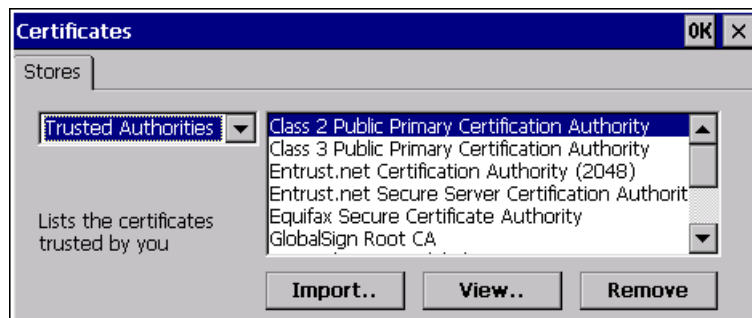 Certificates OK ×
Stores
Trusted Authorities
Class 2 Public Primary Certification Authority
Class 3 Public Primary Certification Authority
Entrust.net Certification Authority (2048)
Entrust.net Secure Server Certification Authorit
Equifax Secure Certificate Authority
GlobalSign Root CA
Lists the certificates
trusted by you
Import.. View.. Remove